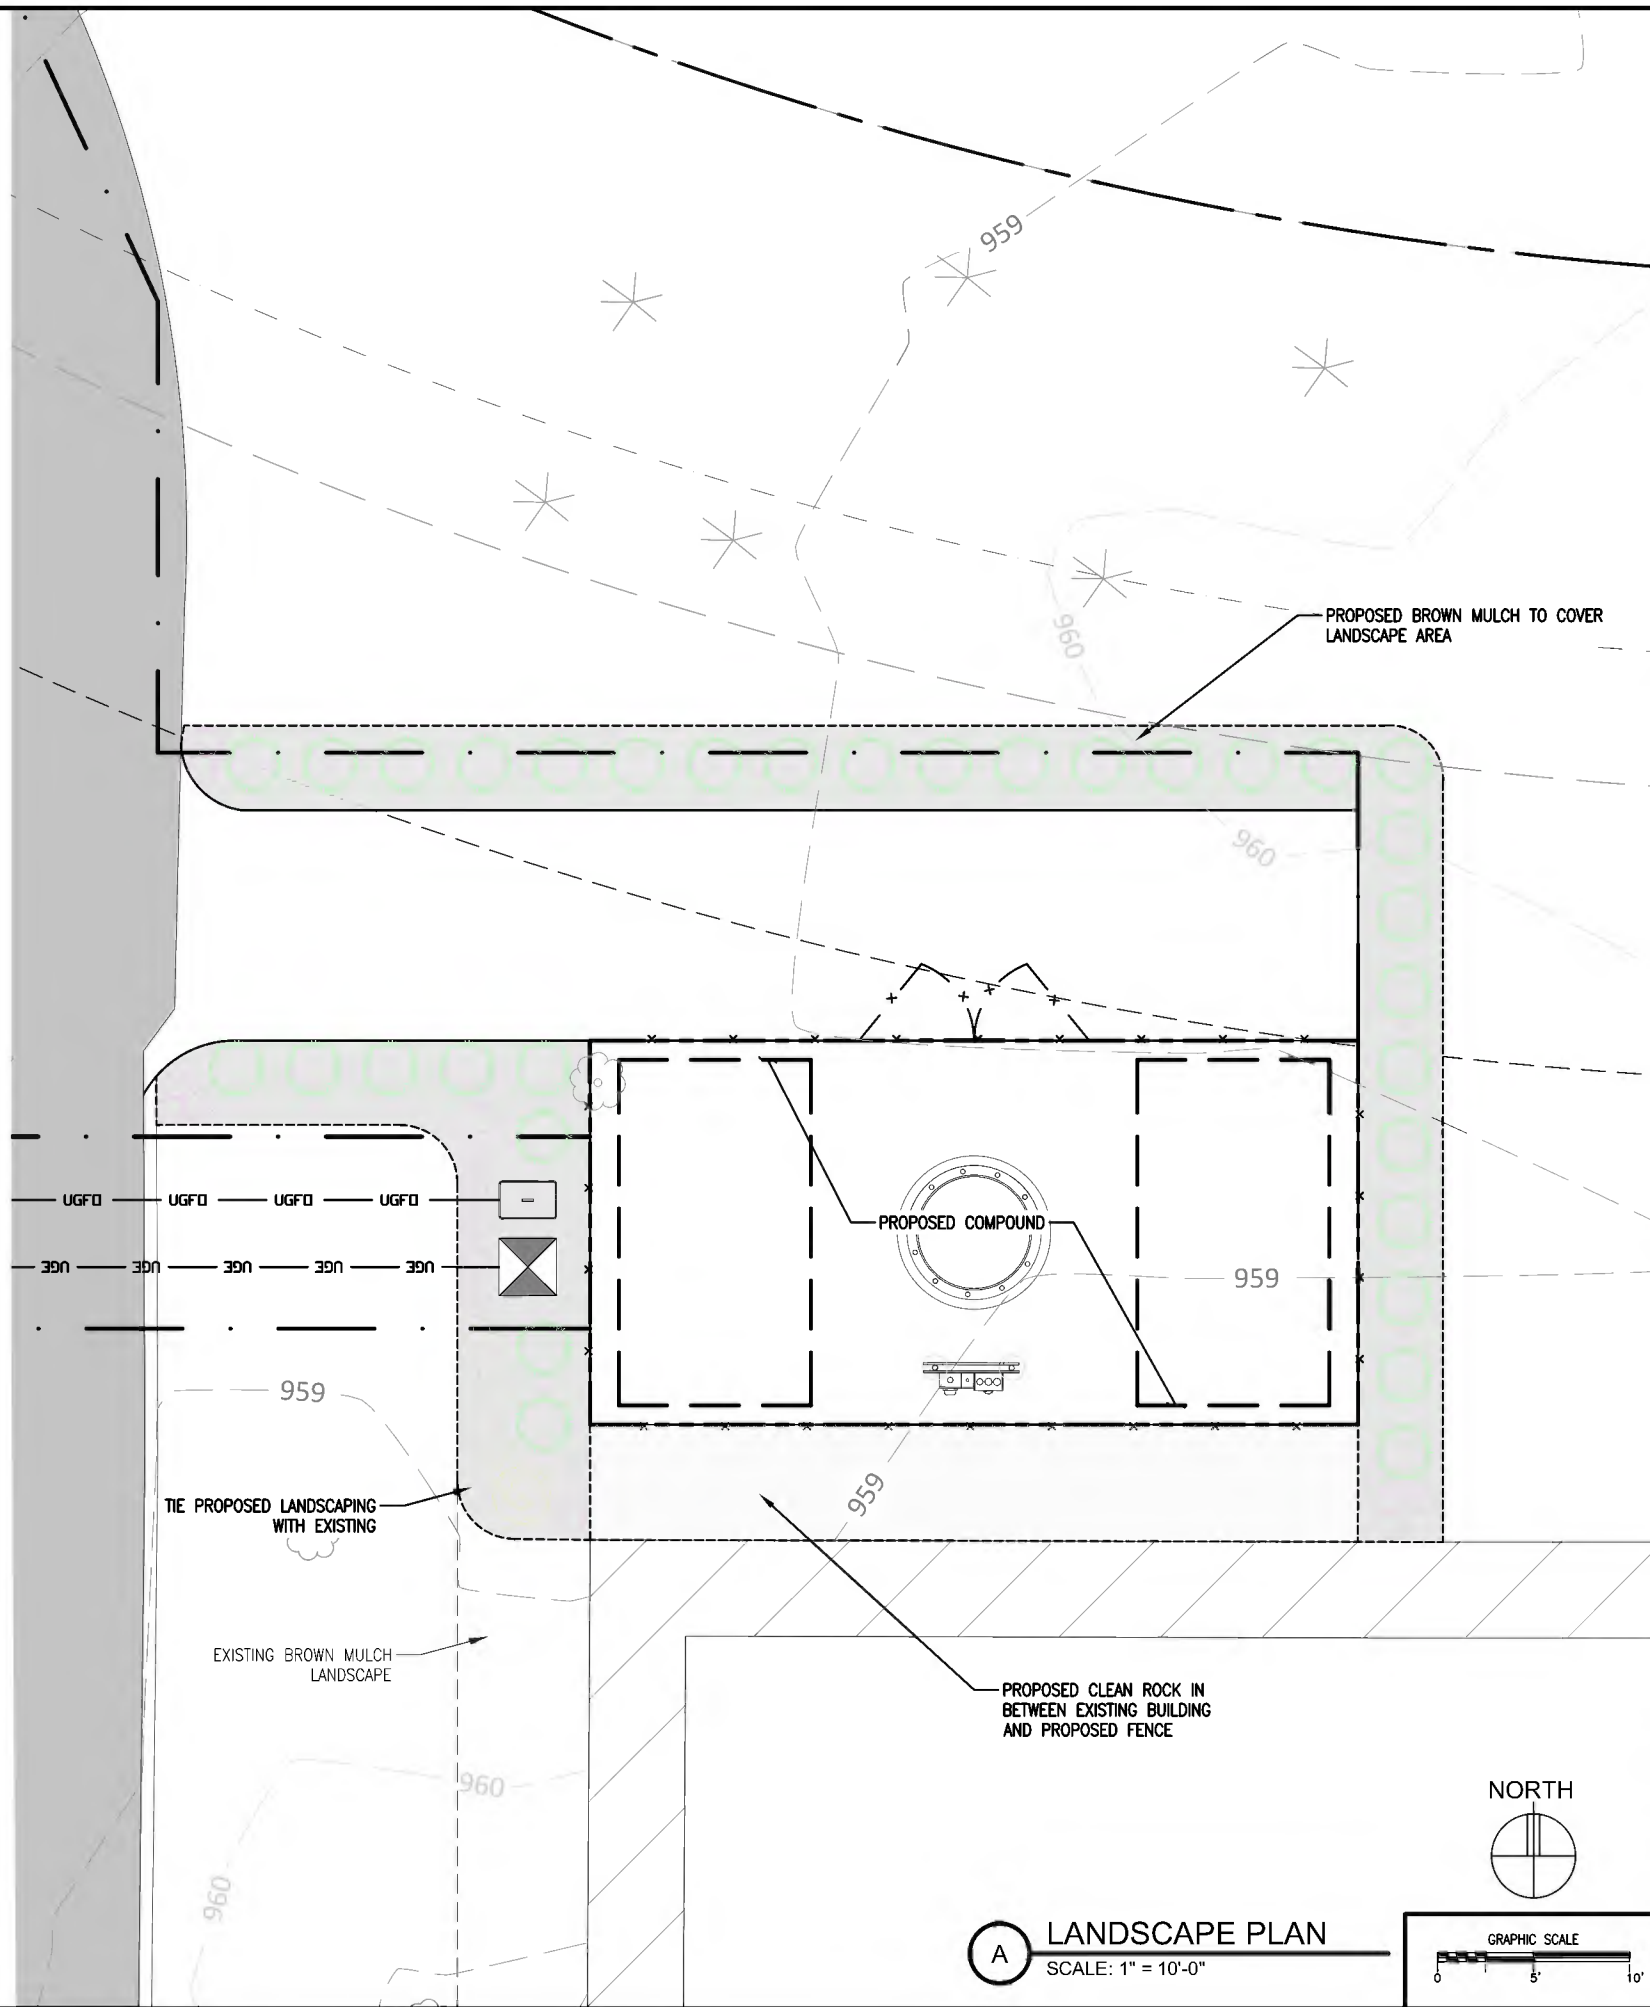 959
960
PROPOSED BROWN MULCH TO COVER
LANDSCAPE AREA
960
UGFO UGFO UGFO UGFO
PROPOSED COMPOUND
UGE UGE UGE UGE UGE
959
959
959
TIE PROPOSED LANDSCAPING
WITH EXISTING
EXISTING BROWN MULCH
LANDSCAPE
PROPOSED CLEAN ROCK IN
BETWEEN EXISTING BUILDING
AND PROPOSED FENCE
960
960
NORTH
A
LANDSCAPE PLAN
SCALE: 1" = 10'-0"
GRAPHIC SCALE
0 5' 10'